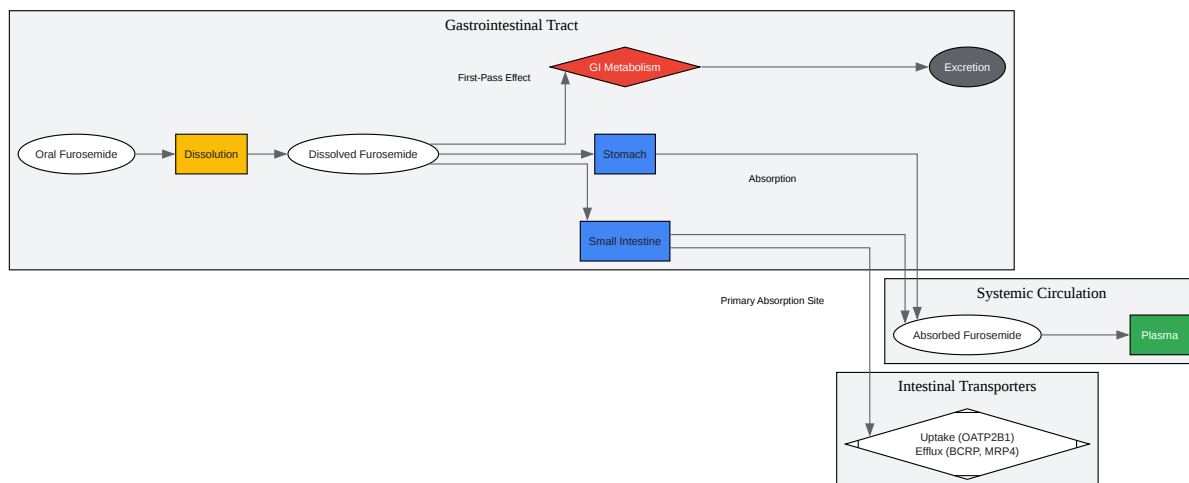 Gastrointestinal Tract
GI Metabolism
Excretion
First-Pass Effect
Oral Furosemide
Dissolution
Dissolved Furosemide
Stomach
Absorption
Small Intestine
Primary Absorption Site
Systemic Circulation
Absorbed Furosemide
Plasma
Intestinal Transporters
Uptake (OATP2B1)
Efflux (BCRP, MRP4)